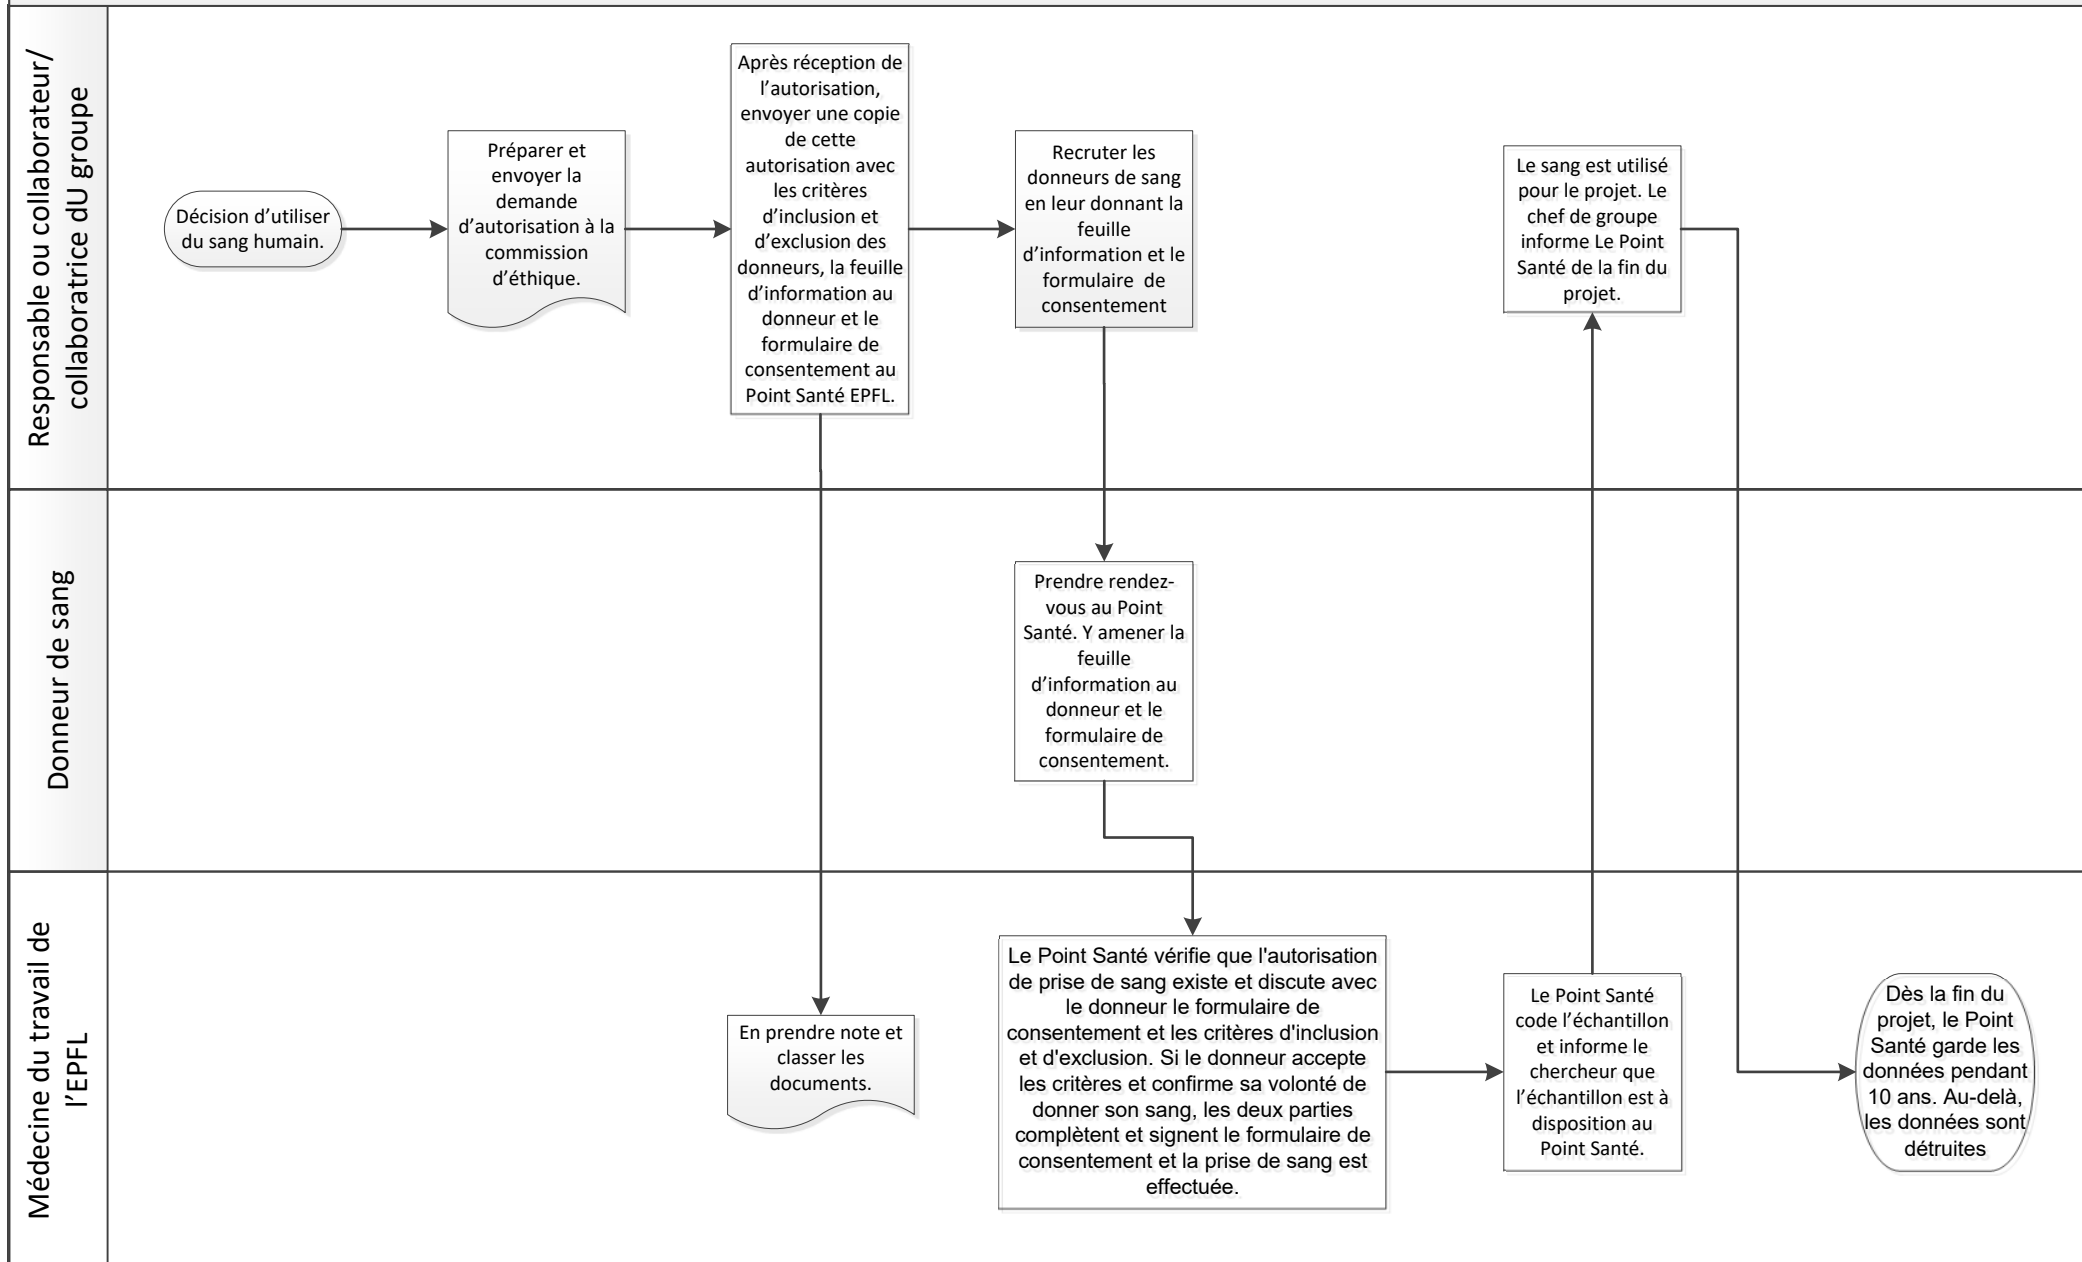 Responsable ou collaborateur/
collaboratrice dU groupe
Décision d’utiliser
du sang humain.
Préparer et
envoyer la
demande
d’autorisation à la
commission
d’éthique.
Après réception de
l’autorisation,
envoyer une copie
de cette
autorisation avec
les critères
d’inclusion et
d’exclusion des
donneurs, la feuille
d’information au
donneur et le
formulaire de
consentement au
Point Santé EPFL.
Recruter les
donneurs de sang
en leur donnant la
feuille
d’information et le
formulaire de
consentement
Le sang est utilisé
pour le projet. Le
chef de groupe
informe Le Point
Santé de la fin du
projet.
Donneur de sang
Prendre rendez-
vous au Point
Santé. Y amener la
feuille
d’information au
donneur et le
formulaire de
consentement.
Médecine du travail de
l’EPFL
En prendre note et
classer les
documents.
Le Point Santé vérifie que l'autorisation
de prise de sang existe et discute avec
le donneur le formulaire de
consentement et les critères d'inclusion
et d'exclusion. Si le donneur accepte
les critères et confirme sa volonté de
donner son sang, les deux parties
complètent et signent le formulaire de
consentement et la prise de sang est
effectuée.
Le Point Santé
code l’échantillon
et informe le
chercheur que
l’échantillon est à
disposition au
Point Santé.
Dès la fin du
projet, le Point
Santé garde les
données pendant
10 ans. Au-delà,
les données sont
détruites